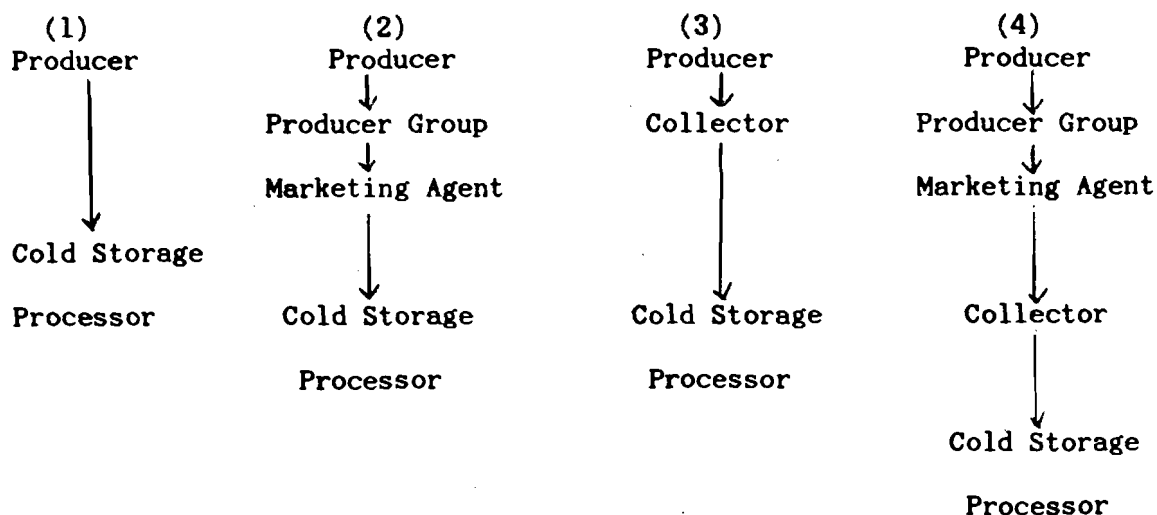 (1) (2) (3) (4)
Producer Producer Producer Producer
Producer Group Collector Producer Group
Marketing Agent Marketing Agent
Cold Storage
Processor Cold Storage Cold Storage Collector
Processor Processor
Cold Storage
Processor